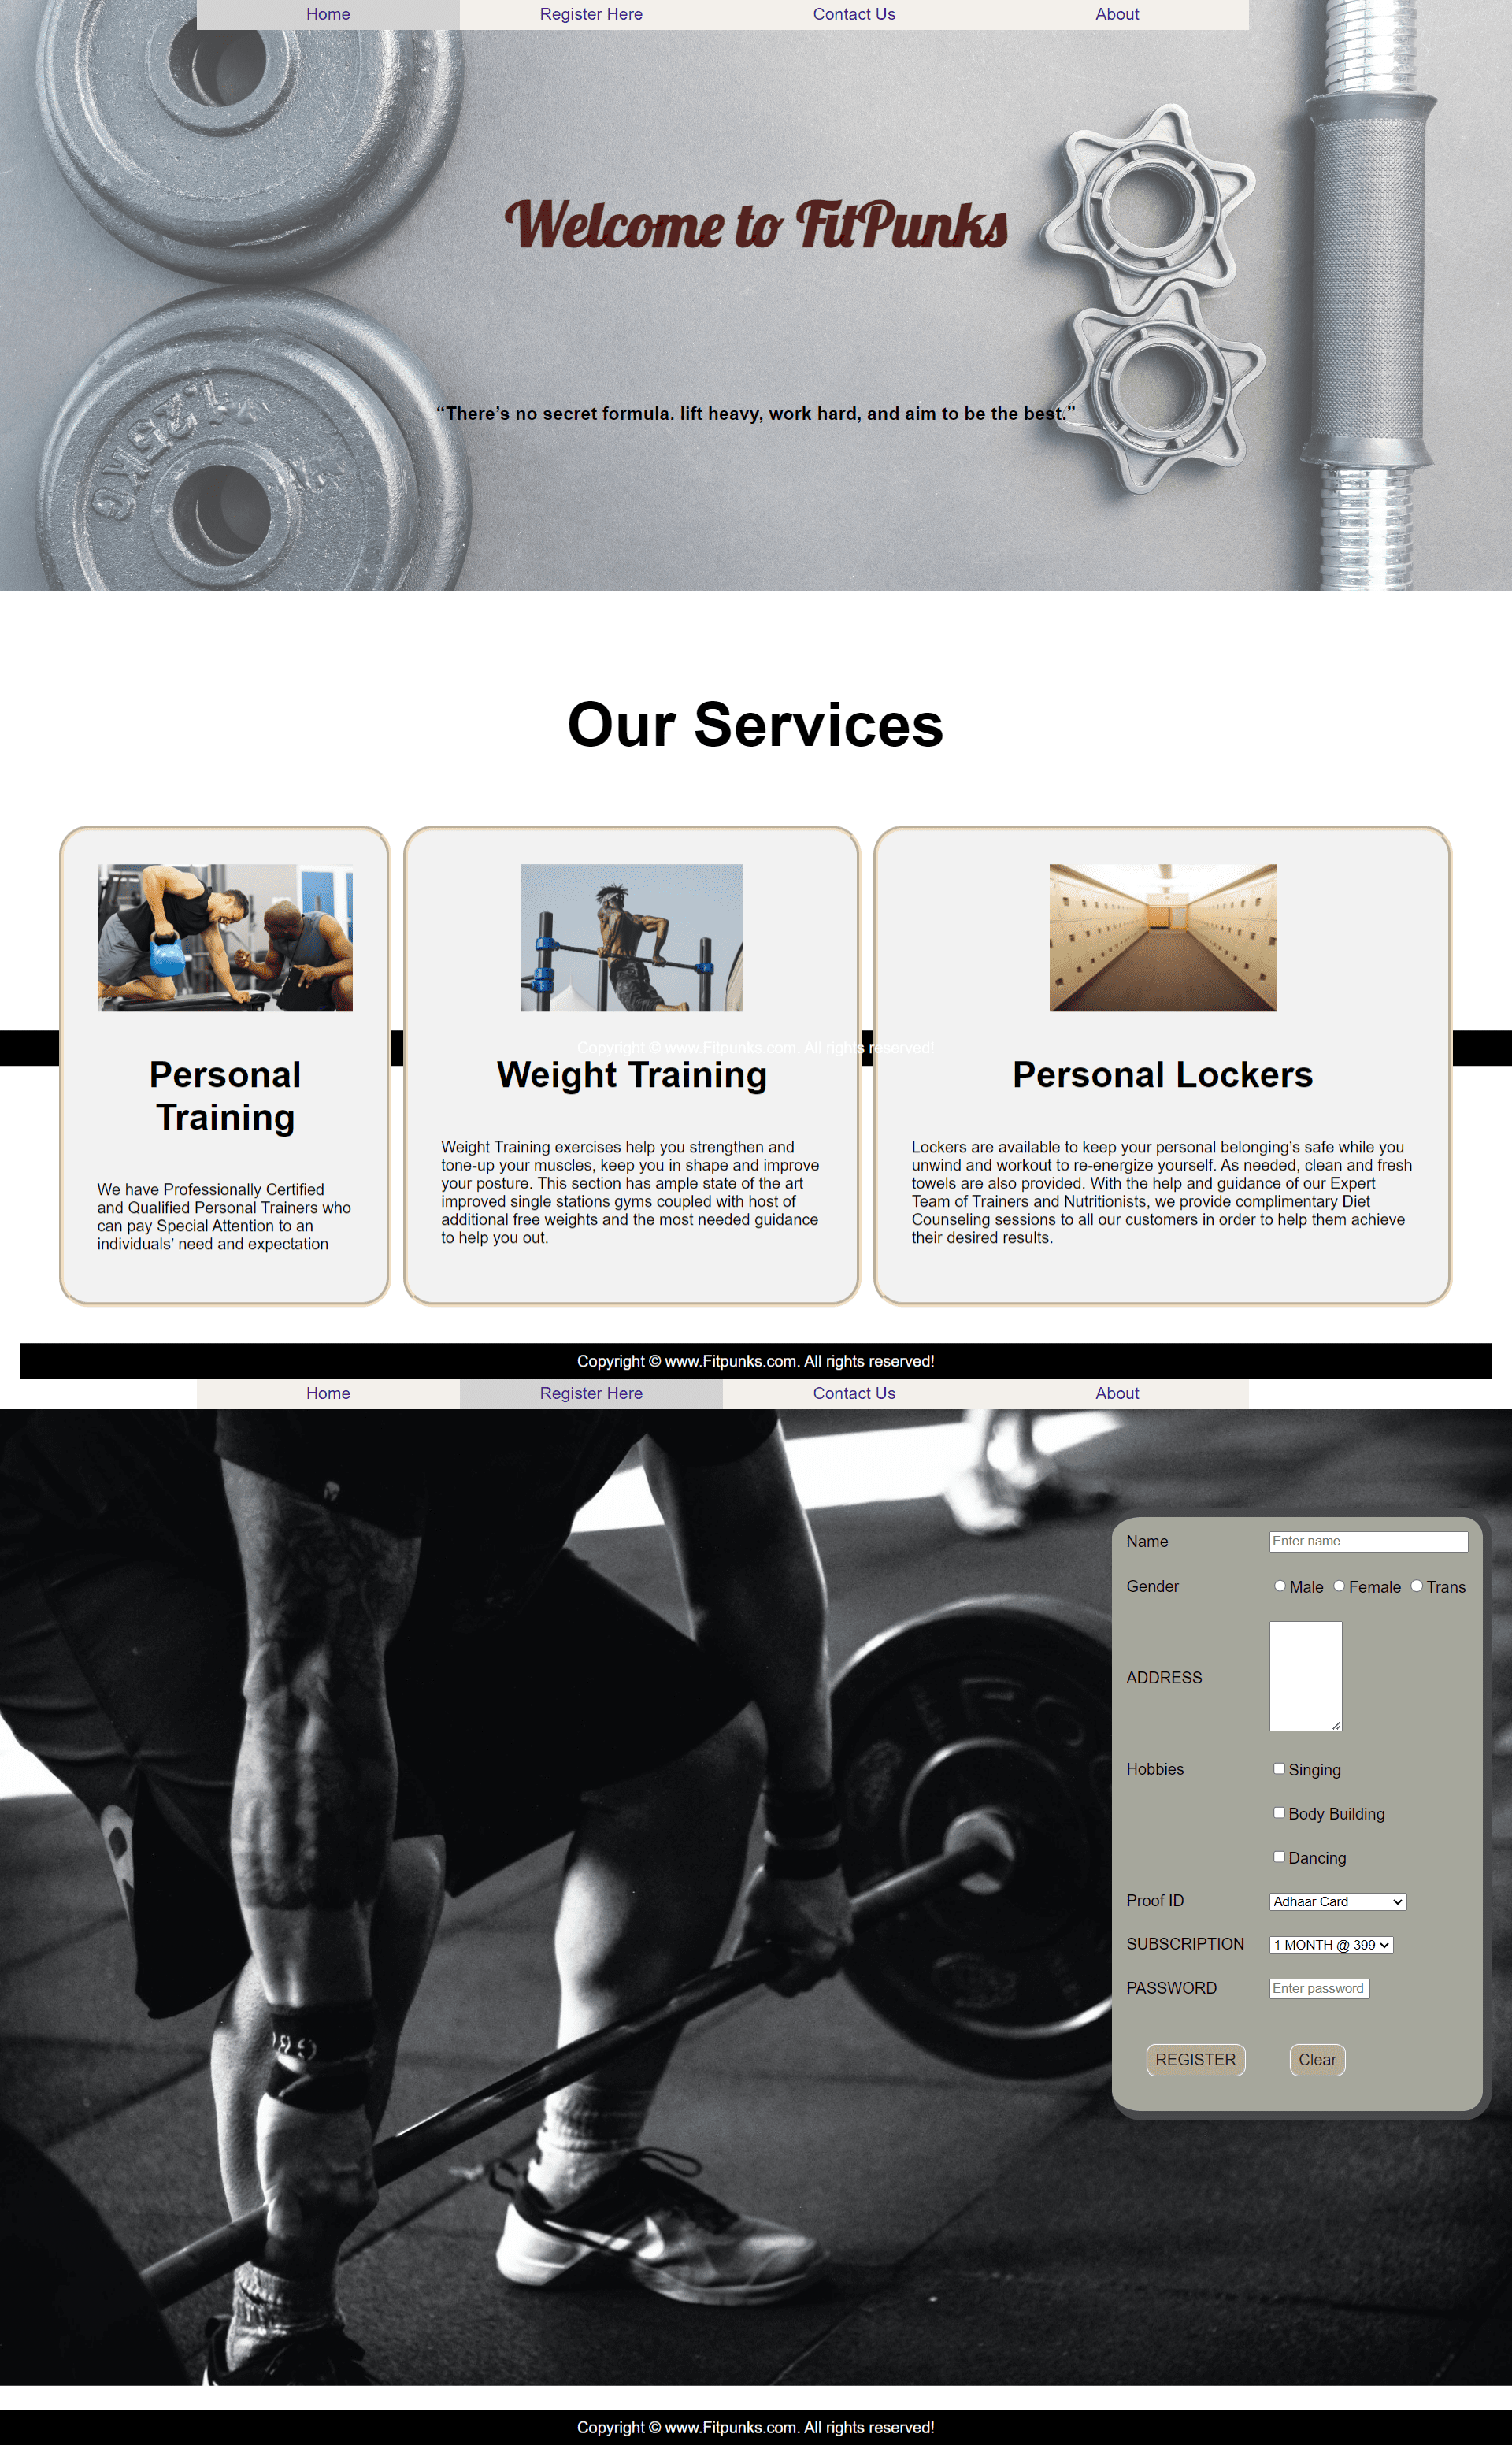 Home Register Here Contact Us About
Welcome to FitPunks
“There’s no secret formula. lift heavy, work hard, and aim to be the best.”
1.25KG
Our Services
Copyright © www.Fitpunks.com. All rights reserved!
Personal
Training
We have Professionally Certified
and Qualified Personal Trainers who
can pay Special Attention to an
individuals’ need and expectation
Weight Training
Weight Training exercises help you strengthen and
tone-up your muscles, keep you in shape and improve
your posture. This section has ample state of the art
improved single stations gyms coupled with host of
additional free weights and the most needed guidance
to help you out.
Personal Lockers
Lockers are available to keep your personal belonging’s safe while you
unwind and workout to re-energize yourself. As needed, clean and fresh
towels are also provided. With the help and guidance of our Expert
Team of Trainers and Nutritionists, we provide complimentary Diet
Counseling sessions to all our customers in order to help them achieve
their desired results.
Copyright © www.Fitpunks.com. All rights reserved!
Home Register Here Contact Us About
Name Enter name
Gender Male Female Trans
ADDRESS
Hobbies Singing
Body Building
Dancing
Proof ID Adhaar Card
SUBSCRIPTION 1 MONTH @ 399
PASSWORD Enter password
REGISTER Clear
Copyright © www.Fitpunks.com. All rights reserved!